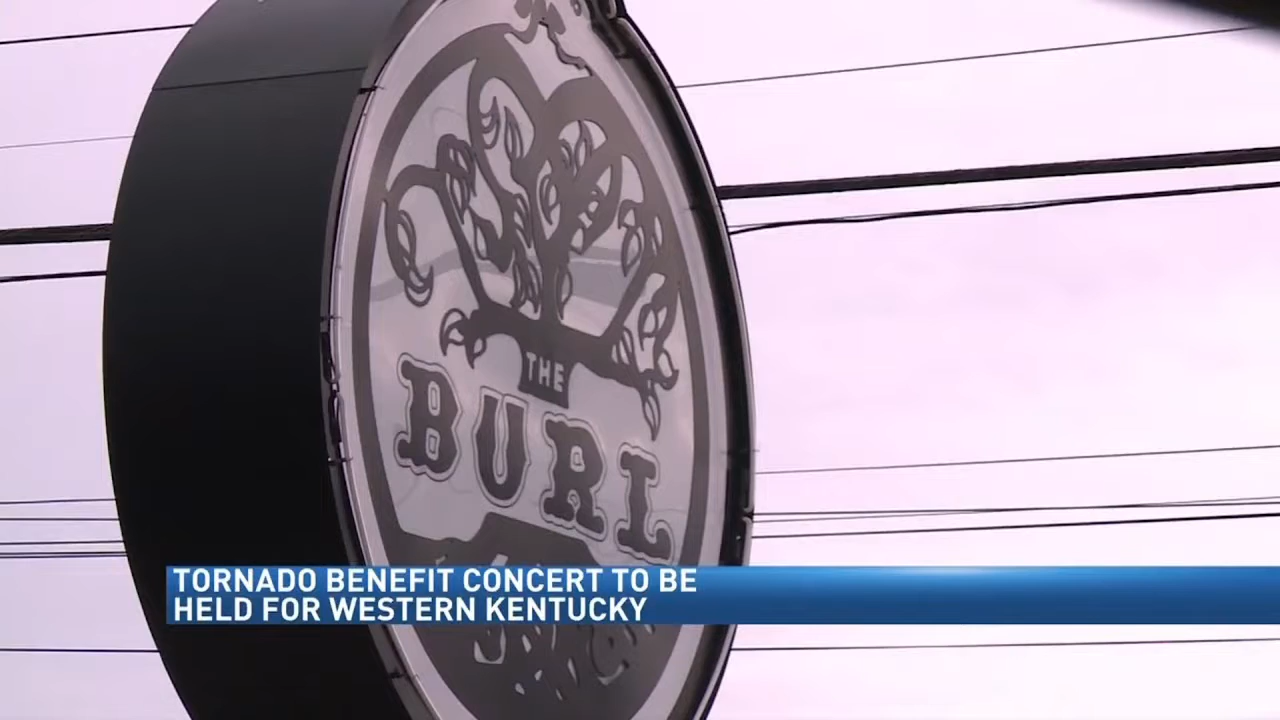 THE
BURL
TORNADO BENEFIT CONCERT TO BE
HELD FOR WESTERN KENTUCKY